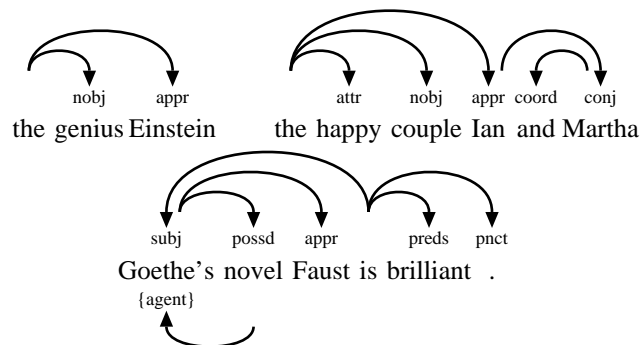 nobj appr attr nobj appr coord conj
the genius Einstein the happy couple Ian and Martha
subj possd appr preds pnct
Goethe's novel Faust is brilliant .
{agent}